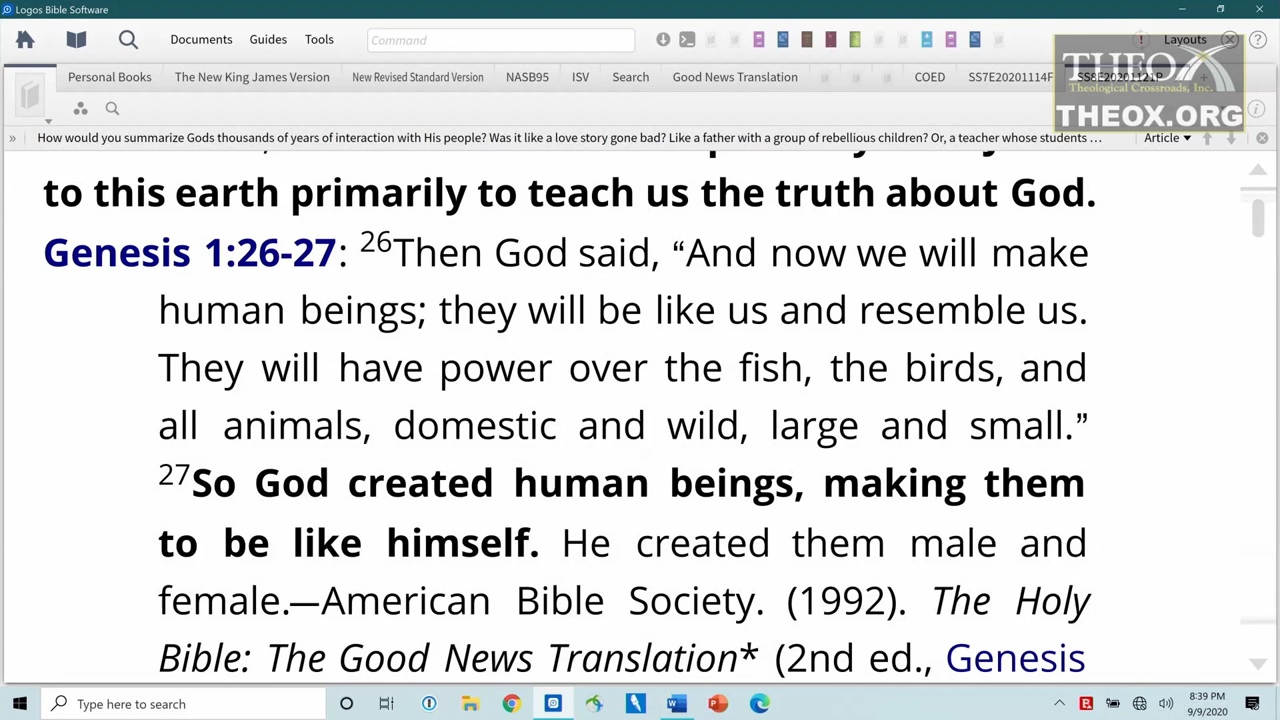 Logos Bible Software
Documents Guides Tools Command Layouts
Personal Books The New King James Version New Revised Standard Version NASB95 ISV Search Good News Translation COED SS7E20201114F SS8E20201121P
THEOX
Theological Crossroads, Inc.
THEOX.ORG
How would you summarize Gods thousands of years of interaction with His people? Was it like a love story gone bad? Like a father with a group of rebellious children? Or, a teacher whose students ... Article
to this earth primarily to teach us the truth about God.
Genesis 1:26-27: 26Then God said, “And now we will make
human beings; they will be like us and resemble us.
They will have power over the fish, the birds, and
all animals, domestic and wild, large and small.”
27So God created human beings, making them
to be like himself. He created them male and
female.—American Bible Society. (1992). The Holy
Bible: The Good News Translation* (2nd ed., Genesis
Type here to search
8:39 PM
9/9/2020